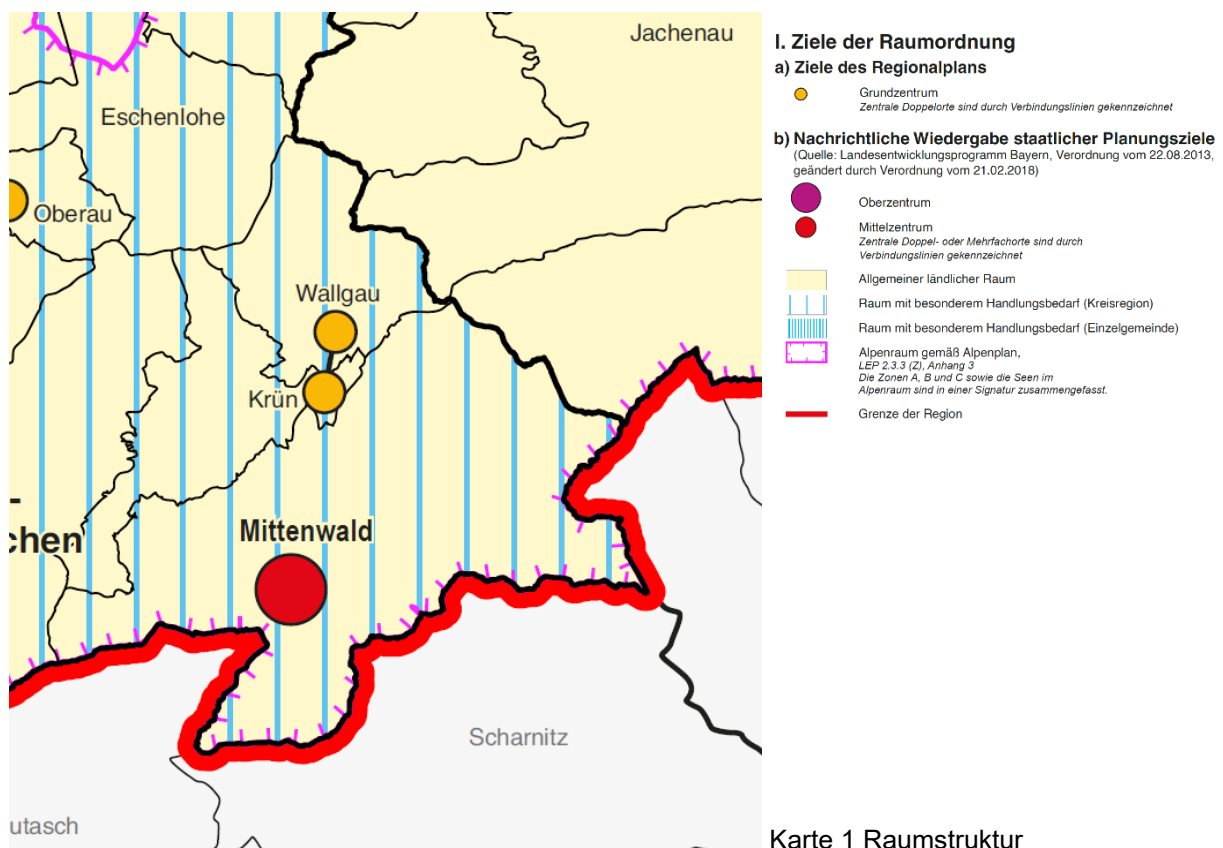 Jachenau
Eschenlohe
Oberau
Wallgau
Krün
-
chen
Mittenwald
Scharnitz
utasch
I. Ziele der Raumordnung
a) Ziele des Regionalplans
Grundzentrum
Zentrale Doppelorte sind durch Verbindungslinien gekennzeichnet
b) Nachrichtliche Wiedergabe staatlicher Planungsziele
(Quelle: Landesentwicklungsprogramm Bayern, Verordnung vom 22.08.2013,
geändert durch Verordnung vom 21.02.2018)
Oberzentrum
Mittelzentrum
Zentrale Doppel- oder Mehrfachorte sind durch
Verbindungslinien gekennzeichnet
Allgemeiner ländlicher Raum
Raum mit besonderem Handlungsbedarf (Kreisregion)
Raum mit besonderem Handlungsbedarf (Einzelgemeinde)
Alpenraum gemäß Alpenplan,
LEP 2.3.3 (Z), Anhang 3
Die Zonen A, B und C sowie die Seen im
Alpenraum sind in einer Signatur zusammengefasst.
Grenze der Region
Karte 1 Raumstruktur